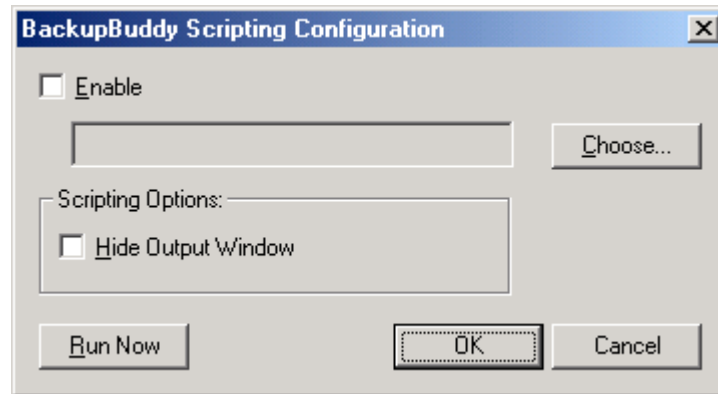 BackupBuddy Scripting Configuration
Enable
Choose...
Scripting Options:
Hide Output Window
Run Now OK Cancel